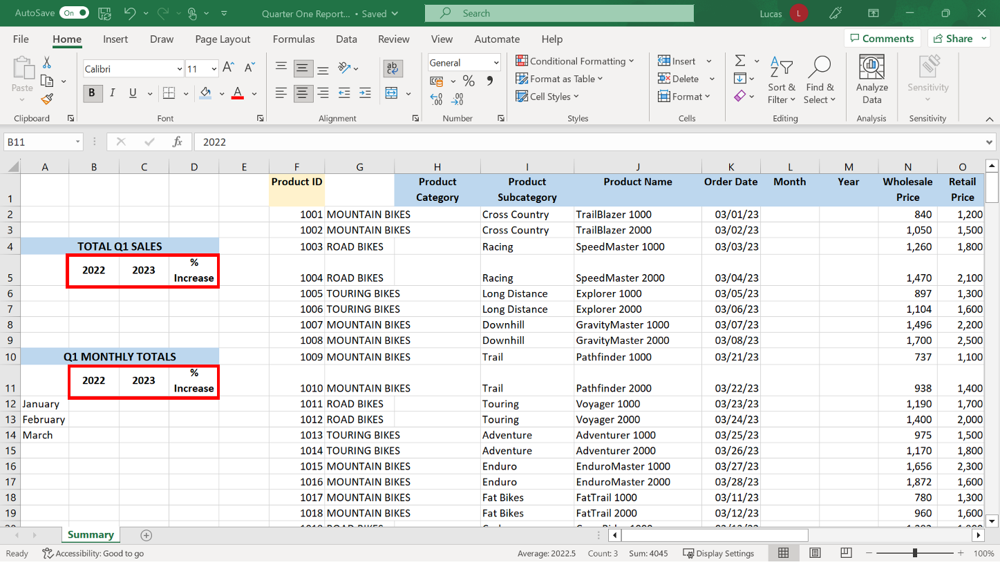 AutoSave On Quarter One Report... • Saved Search Lucas L
File Home Insert Draw Page Layout Formulas Data Review View Automate Help Comments Share
Paste
Clipboard
Calibri 11 A A
B I U A
Font
ab
Alignment
General
% 9
.00 .00
Number
Conditional Formatting
Format as Table
Cell Styles
Styles
Insert
Delete
Format
Cells
Sort & Filter
Find & Select
Editing
Analyze Data
Analysis
Sensitivity
Sensitivity
B11 fx 2022
A B C D E F G H I J K L M N O
1 Product ID Product Category Product Subcategory Product Name Order Date Month Year Wholesale Price Retail Price
2 1001 MOUNTAIN BIKES Cross Country TrailBlazer 1000 03/01/23 840 1,200
3 1002 MOUNTAIN BIKES Cross Country TrailBlazer 2000 03/02/23 1,050 1,500
4 TOTAL Q1 SALES 1003 ROAD BIKES Racing SpeedMaster 1000 03/03/23 1,260 1,800
5 2022 2023 % Increase 1004 ROAD BIKES Racing SpeedMaster 2000 03/04/23 1,470 2,100
6 1005 TOURING BIKES Long Distance Explorer 1000 03/05/23 897 1,300
7 1006 TOURING BIKES Long Distance Explorer 2000 03/06/23 1,104 1,600
8 1007 MOUNTAIN BIKES Downhill GravityMaster 1000 03/07/23 1,496 2,200
9 1008 MOUNTAIN BIKES Downhill GravityMaster 2000 03/08/23 1,700 2,500
10 Q1 MONTHLY TOTALS 1009 MOUNTAIN BIKES Trail Pathfinder 1000 03/21/23 737 1,100
11 2022 2023 % Increase 1010 MOUNTAIN BIKES Trail Pathfinder 2000 03/22/23 938 1,400
12 January 1011 ROAD BIKES Touring Voyager 1000 03/23/23 1,190 1,700
13 February 1012 ROAD BIKES Touring Voyager 2000 03/24/23 1,400 2,000
14 March 1013 TOURING BIKES Adventure Adventurer 1000 03/25/23 975 1,500
15 1014 TOURING BIKES Adventure Adventurer 2000 03/26/23 1,170 1,800
16 1015 MOUNTAIN BIKES Enduro EnduroMaster 1000 03/27/23 1,656 2,300
17 1016 MOUNTAIN BIKES Enduro EnduroMaster 2000 03/28/23 1,872 1,600
18 1017 MOUNTAIN BIKES Fat Bikes FatTrail 1000 03/11/23 780 1,300
19 1018 MOUNTAIN BIKES Fat Bikes FatTrail 2000 03/12/23 960 1,600
Summary
Ready Accessibility: Good to go Average: 2022.5 Count: 3 Sum: 4045 Display Settings 100%